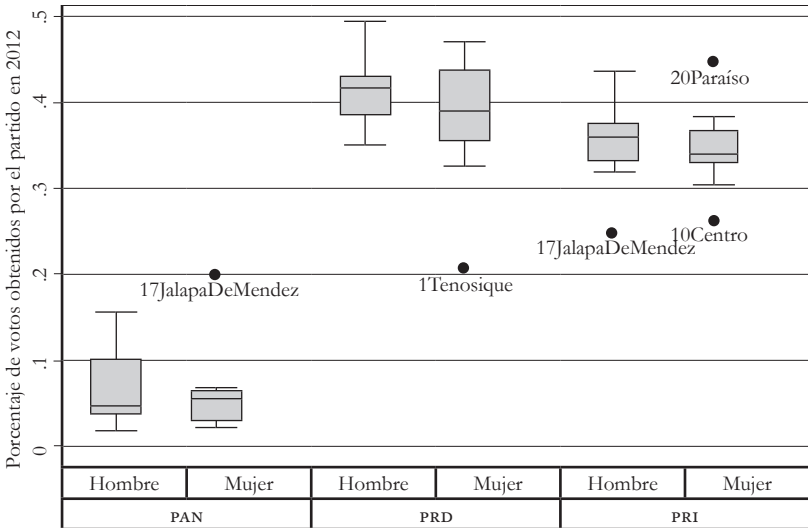 Porcentaje de votos obtenidos por el partido en 2012
.5
.4
.3
.2
.1
0
20Paraíso
17JalapaDeMendez
10Centro
17JalapaDeMendez
1Tenosique
Hombre Mujer Hombre Mujer Hombre Mujer
PAN PRD PRI